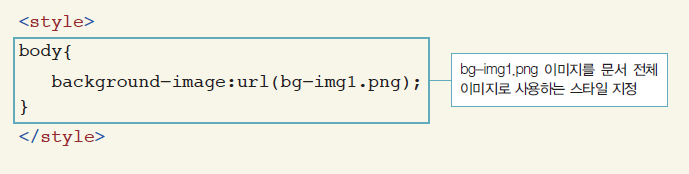 <style>
body{
background-image:url(bg-img1.png);
}
</style>
bg-img1.png 이미지를 문서 전체
이미지로 사용하는 스타일 지정